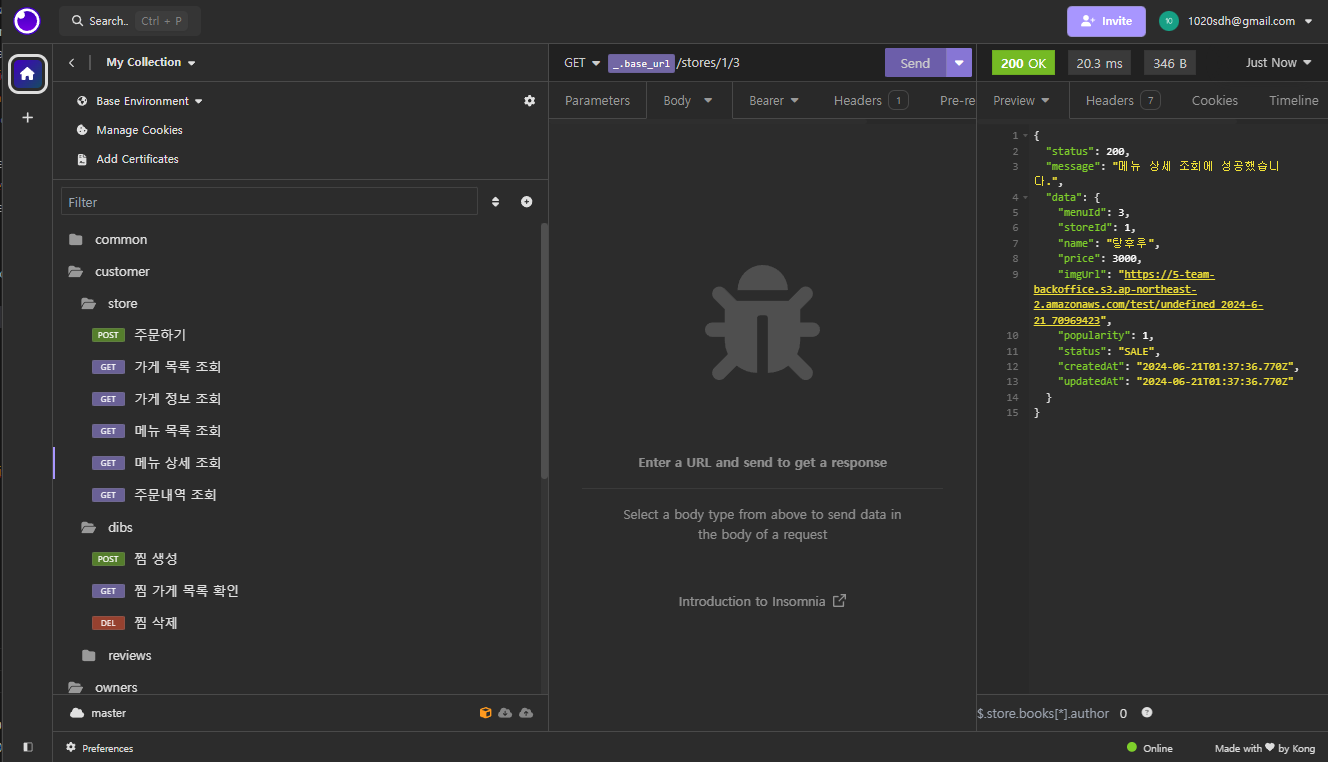 Search.. Ctrl + P
Invite
10 1020sdh@gmail.com
My Collection
GET _.base_url/stores/1/3
Send
200 OK 20.3 ms 346 B
Just Now
Base Environment
Manage Cookies
Add Certificates
Parameters Body Bearer Headers 1 Pre-re
Preview Headers 7 Cookies Timeline
Filter
common
customer
store
POST 주문하기
GET 가게 목록 조회
GET 가게 정보 조회
GET 메뉴 목록 조회
GET 메뉴 상세 조회
GET 주문내역 조회
dibs
POST 찜 생성
GET 찜 가게 목록 확인
DEL 찜 삭제
reviews
owners
master
Enter a URL and send to get a response
Select a body type from above to send data in
the body of a request
Introduction to Insomnia
1 {
2 "status": 200,
3 "message": "메뉴 상세 조회에 성공했습니
다.",
4 "data": {
5 "menuId": 3,
6 "storeId": 1,
7 "name": "탕후루",
8 "price": 3000,
9 "imgUrl": "https://5-team-
backoffice.s3.ap-northeast-
2.amazonaws.com/test/undefined_2024-6-
21_70969423",
10 "popularity": 1,
11 "status": "SALE",
12 "createdAt": "2024-06-21T01:37:36.770Z",
13 "updatedAt": "2024-06-21T01:37:36.770Z"
14 }
15 }
$.store.books[*].author 0
Preferences
Online
Made with ♥ by Kong